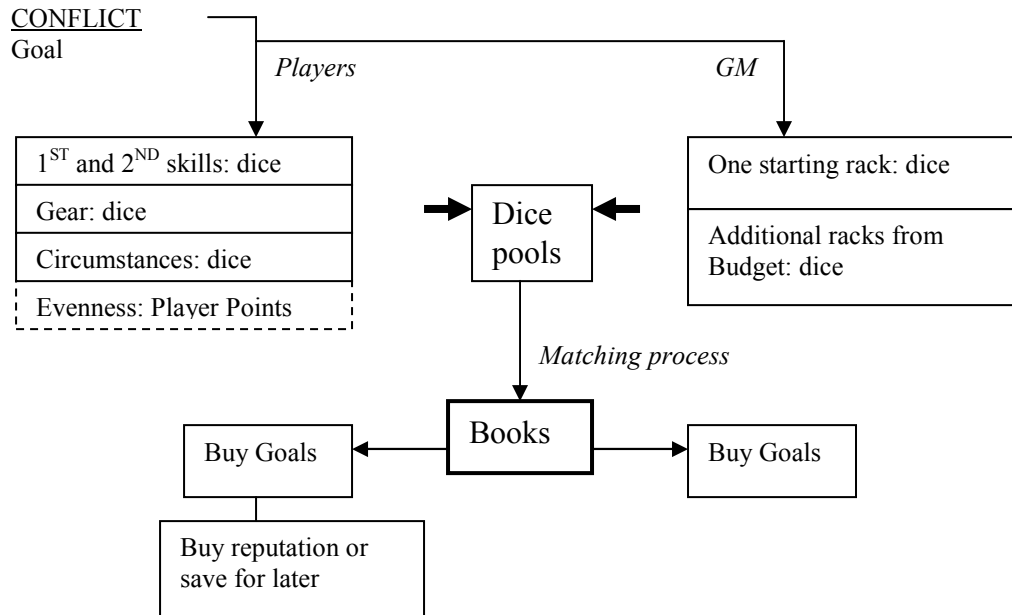 CONFLICT
Goal
Players
GM
1ST and 2ND skills: dice
Gear: dice
Circumstances: dice
Evenness: Player Points
Dice
pools
One starting rack: dice
Additional racks from
Budget: dice
Matching process
Books
Buy Goals
Buy Goals
Buy reputation or
save for later